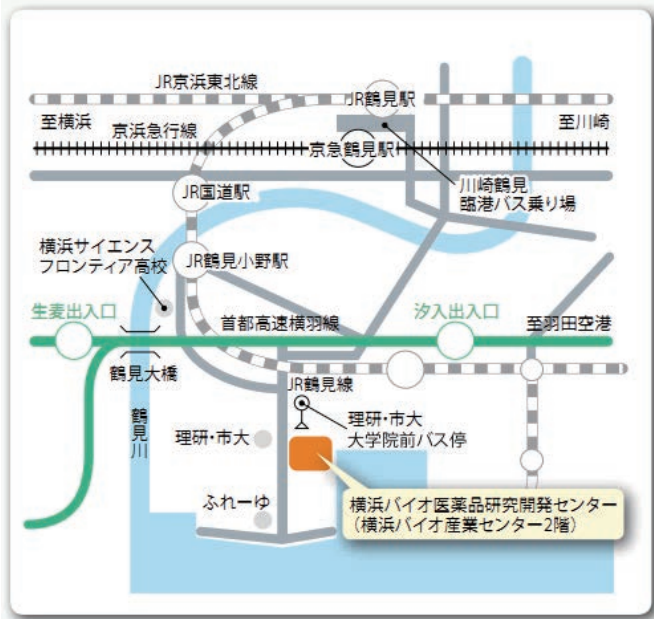 JR京浜東北線
JR鶴見駅
至横浜
至川崎
京浜急行線
京急鶴見駅
川崎鶴見
臨港バス乗り場
JR国道駅
横浜サイエンス
フロンティア高校
JR鶴見小野駅
生麦出入口
首都高速横羽線
汐入出入口
至羽田空港
鶴見大橋
JR鶴見線
鶴見川
理研・市大
大学院前バス停
理研・市大
ふれーゆ
横浜バイオ医薬品研究開発センター
（横浜バイオ産業センター2階）